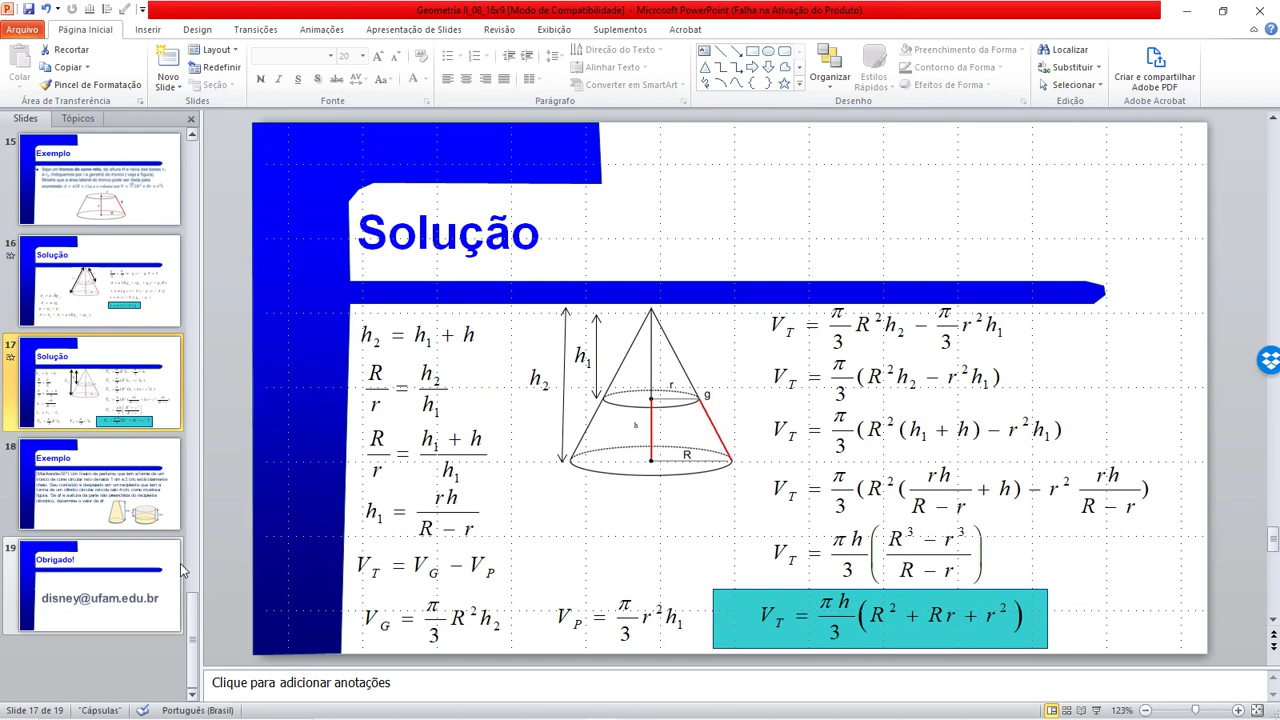 Geometria II_08_16x9 [Modo de Compatibilidade] - Microsoft PowerPoint (Falha na Ativação do Produto)
Arquivo Página Inicial Inserir Design Transições Animações Apresentação de Slides Revisão Exibição Suplementos Acrobat
Colar
Recortar
Copiar
Pincel de Formatação
Área de Transferência
Novo Slide
Layout
Redefinir
Seção
Slides
20
Fonte
Direção do Texto
Alinhar Texto
Converter em SmartArt
Parágrafo
Organizar
Estilos Rápidos
Preenchimento da Forma
Contorno da Forma
Efeitos de Forma
Desenho
Localizar
Substituir
Selecionar
Edição
Criar e compartilhar
Adobe PDF
Adobe Acrobat
Slides Tópicos
15
Exemplo
16
Solução
17
Solução
18
Exemplo
19
Obrigado!
disney@ufam.edu.br
Solução
h₂ = h₁ + h
R/r = h₂/h₁
R/r = (h₁ + h)/h₁
h₁ = rh/(R − r)
V_T = V_G − V_P
V_G = π/3 R²h₂
V_P = π/3 r²h₁
h₂
h₁
r
g
h
R
V_T = π/3 R²h₂ − π/3 r²h₁
V_T = π/3 (R²h₂ − r²h₁)
V_T = π/3 (R²(h₁ + h) − r²h₁)
V_T = π/3 (R²(rh/(R − r) + h) − r² rh/(R − r))
V_T = πh/3 ((R³ − r³)/(R − r))
V_T = πh/3 (R² + Rr + r²)
Clique para adicionar anotações
Slide 17 de 19 "Cápsulas" Português (Brasil) 123%